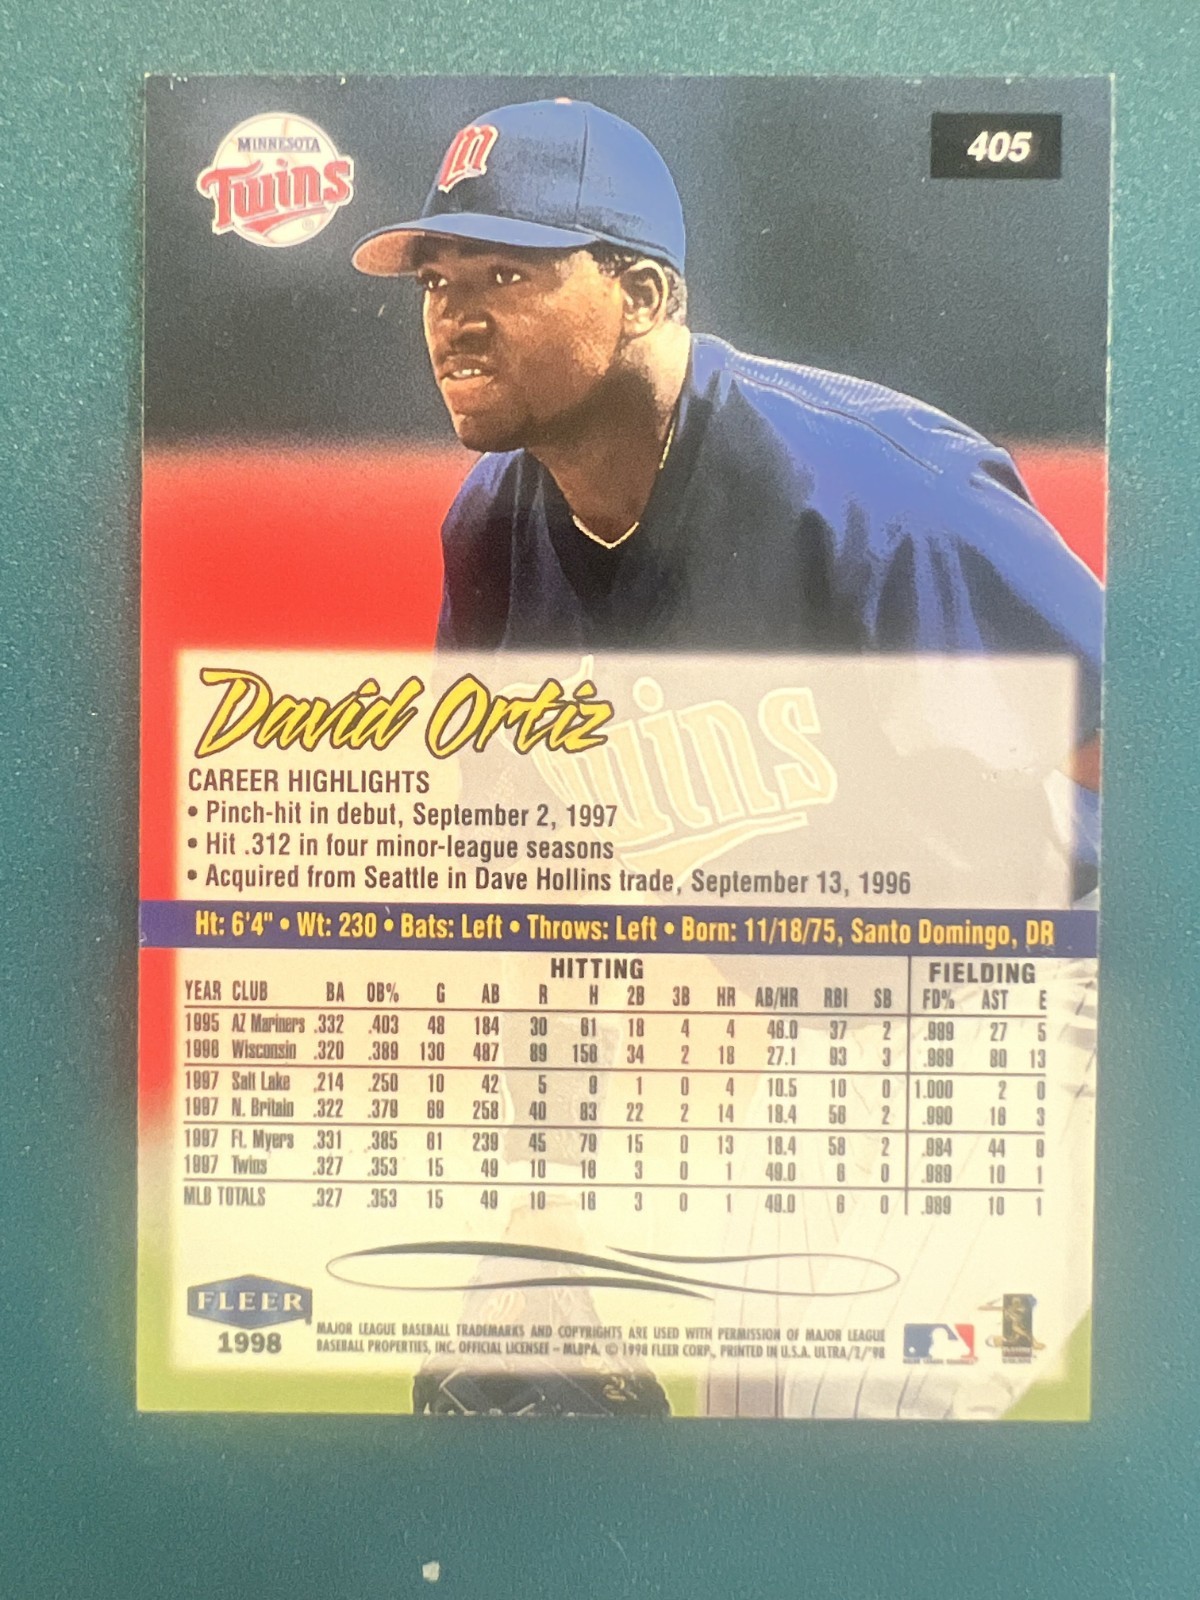 MINNESOTA
Twins
405
m
Twins
David Ortiz
CAREER HIGHLIGHTS
• Pinch-hit in debut, September 2, 1997
• Hit .312 in four minor-league seasons
• Acquired from Seattle in Dave Hollins trade, September 13, 1996
Ht: 6'4" • Wt: 230 • Bats: Left • Throws: Left • Born: 11/18/75, Santo Domingo, DR
HITTING FIELDING
YEAR CLUB BA OB% G AB R H 2B 3B HR AB/HR RBI SB FD% AST E
1995 AZ Mariners .332 .403 48 184 30 61 18 4 4 46.0 37 2 .989 27 5
1996 Wisconsin .320 .389 130 487 89 156 34 2 18 27.1 93 3 .989 80 13
1997 Salt Lake .214 .250 10 42 5 9 1 0 4 10.5 10 0 1.000 2 0
1997 N. Britain .322 69 258 40 83 22 2 14 18.4 56 2 .990 16 3
1997 Ft. Myers .331 .385 61 239 45 79 15 0 13 18.4 58 2 .984 44 9
1997 Twins .327 .353 15 49 10 16 3 0 1 49.0 6 0 .989 10 1
MLB TOTALS .327 .353 15 49 10 16 3 0 1 49.0 6 0 .989 10 1
FLEER
1998
MAJOR LEAGUE BASEBALL TRADEMARKS AND COPYRIGHTS ARE USED WITH PERMISSION OF MAJOR LEAGUE
BASEBALL PROPERTIES, INC. OFFICIAL LICENSEE – MLBPA. © 1998 FLEER CORP., PRINTED IN U.S.A. ULTRA/2/'98